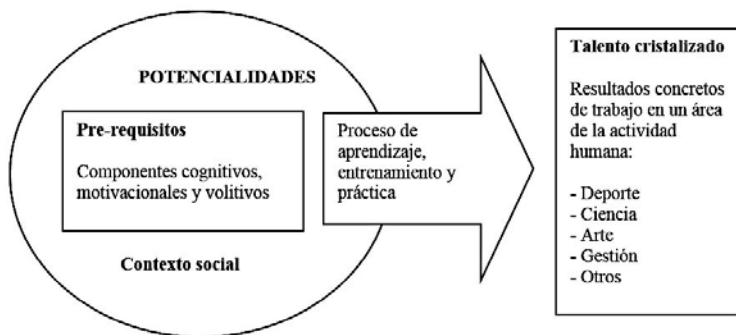 POTENCIALIDADES
Pre-requisitos
Componentes cognitivos,
motivacionales y volitivos
Contexto social
Proceso de
aprendizaje,
entrenamiento y
práctica
Talento cristalizado
Resultados concretos
de trabajo en un área
de la actividad
humana:
- Deporte
- Ciencia
- Arte
- Gestión
- Otros